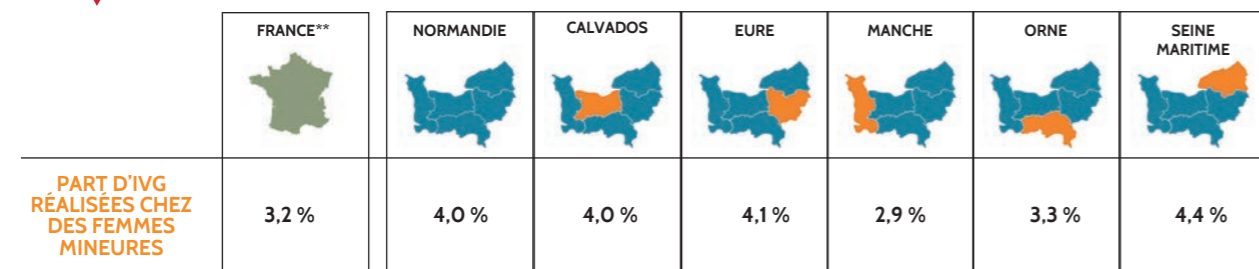 FRANCE**
NORMANDIE
CALVADOS
EURE
MANCHE
ORNE
SEINE
MARITIME
PART D'IVG
RÉALISÉES CHEZ
DES FEMMES
MINEURES
3,2 %
4,0 %
4,0 %
4,1 %
2,9 %
3,3 %
4,4 %